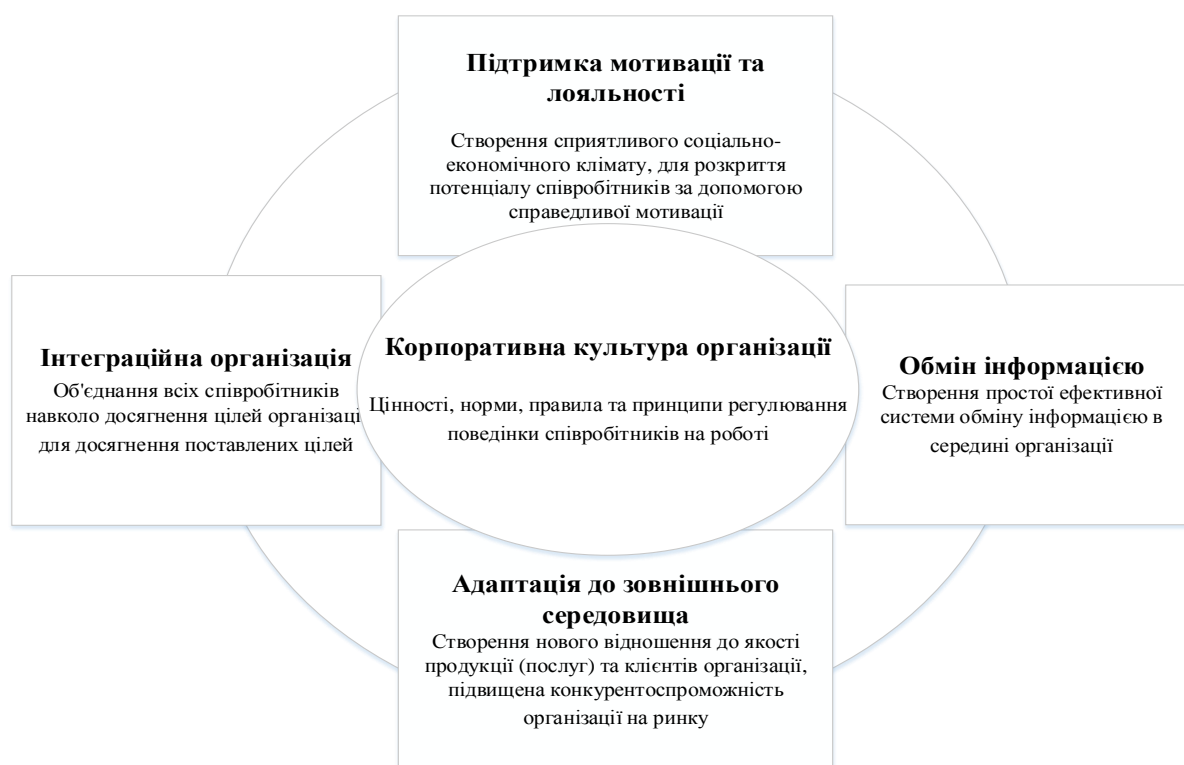 Підтримка мотивації та
лояльності
Створення сприятливого соціально-
економічного клімату, для розкриття
потенціалу співробітників за допомогою
справедливої мотивації
Інтеграційна організація
Об'єднання всіх співробітників
навколо досягнення цілей організаці
для досягнення поставлених цілей
Корпоративна культура організації
Цінності, норми, правила та принципи регулювання
поведінки співробітників на роботі
Обмін інформацією
Створення простої ефективної
системи обміну інформацією в
середині організації
Адаптація до зовнішнього
середовища
Створення нового відношення до якості
продукції (послуг) та клієнтів організації,
підвищена конкурентоспроможність
організації на ринку